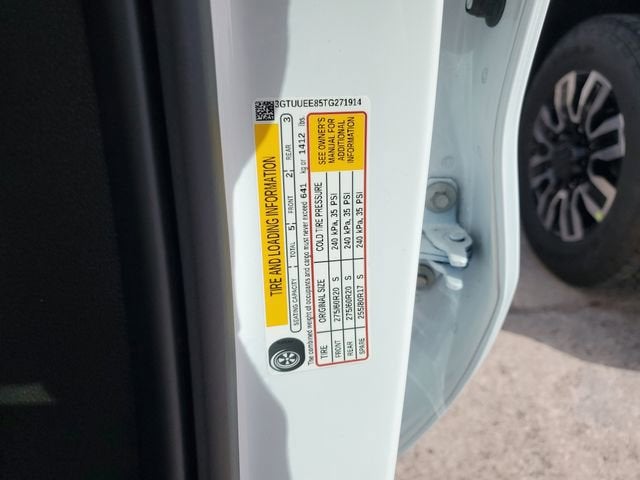 3GTUUEE85TG271914
TIRE AND LOADING INFORMATION
SEATING CAPACITY TOTAL 5 FRONT 2 REAR 3
The combined weight of occupants and cargo must never exceed 641 kg or 1412 lbs.
TIRE ORIGINAL SIZE COLD TIRE PRESSURE
FRONT 275/60R20 S 240 kPa, 35 PSI
REAR 275/60R20 S 240 kPa, 35 PSI
SPARE 255/80R17 S 240 kPa, 35 PSI
SEE OWNER'S
MANUAL FOR
ADDITIONAL
INFORMATION